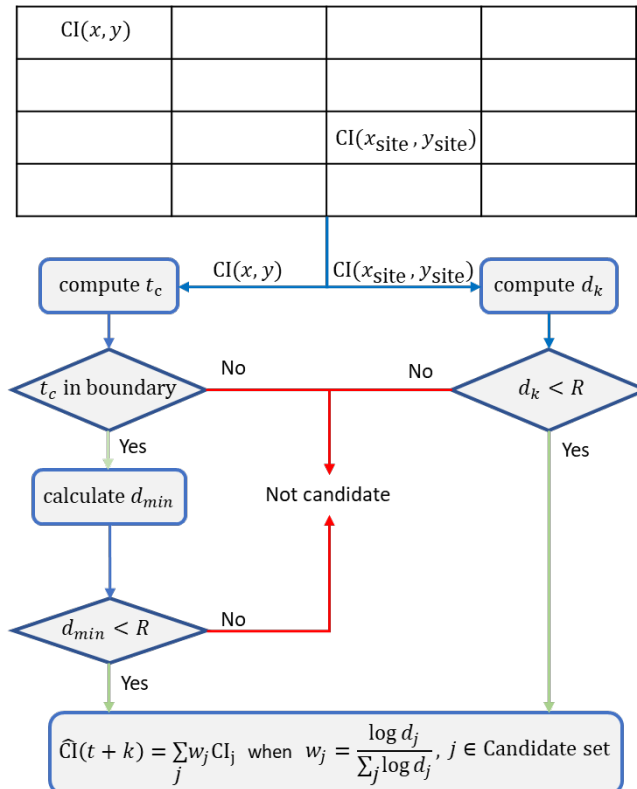 CI(x, y)
CI(x_site, y_site)
CI(x, y) CI(x_site, y_site)
compute t_c compute d_k
t_c in boundary No No d_k < R
Yes Yes
calculate d_min Not candidate
d_min < R No
Yes
ĈI(t + k) = ∑_j w_j CI_j when w_j = log d_j / ∑_j log d_j, j ∈ Candidate set